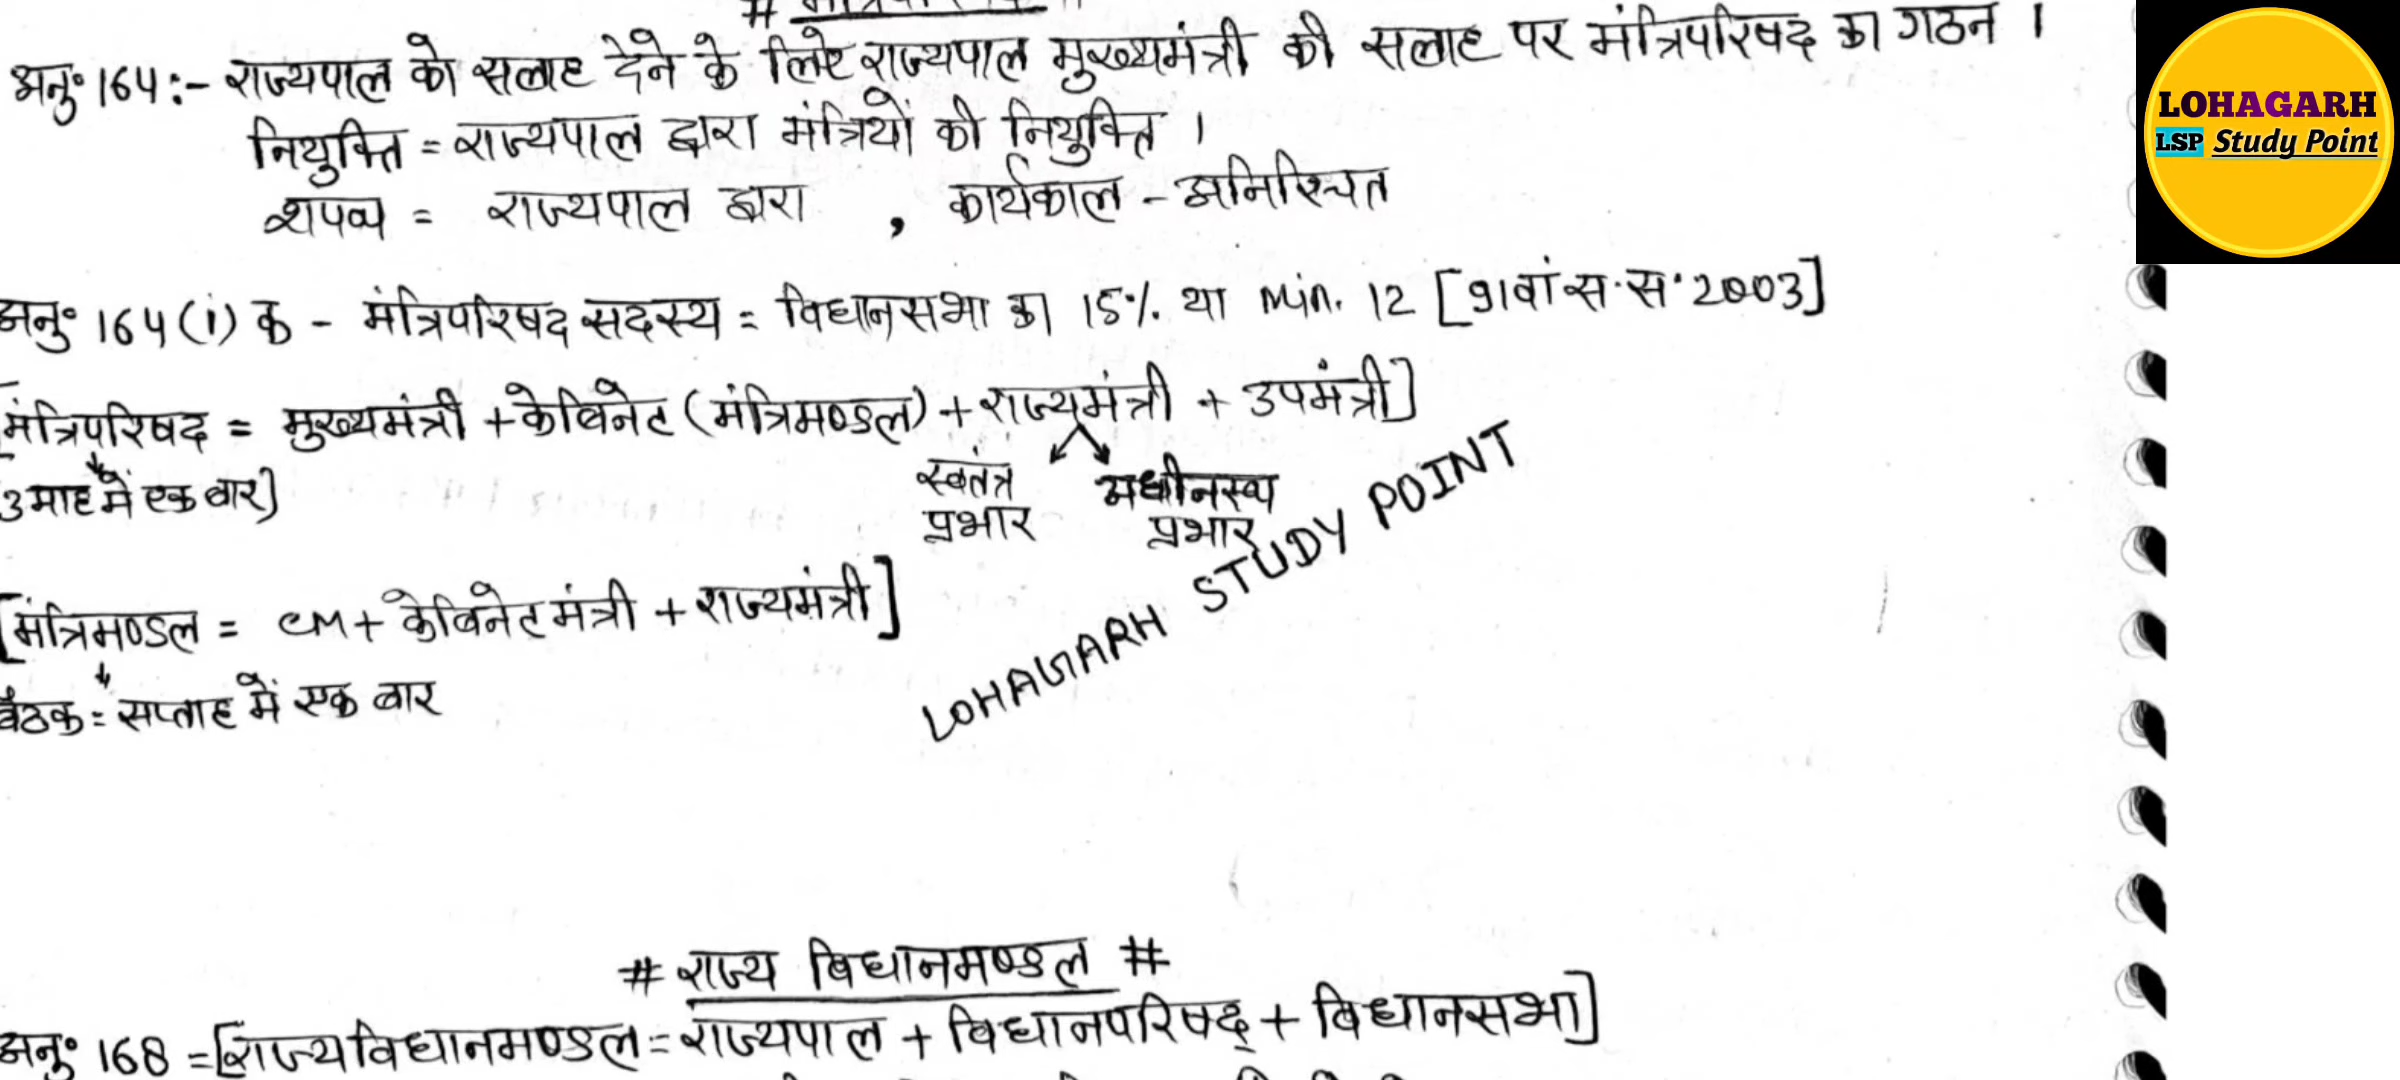 LOHAGARH
LSP Study Point
अनु॰ 164:- राज्यपाल को सलाह देने के लिए राज्यपाल मुख्यमंत्री की सलाह पर मंत्रिपरिषद का गठन ।
नियुक्ति = राज्यपाल द्वारा मंत्रियों की नियुक्ति ।
शपथ = राज्यपाल द्वारा , कार्यकाल - अनिश्चित
अनु॰ 164(i) क - मंत्रिपरिषद सदस्य = विधानसभा का 15% या min. 12 [91वां स.स. 2003]
[मंत्रिपरिषद = मुख्यमंत्री + केबिनेट (मंत्रिमण्डल) + राज्यमंत्री + उपमंत्री]
स्वतंत्र प्रभार अधीनस्थ प्रभार
3 माह में एक बार]
[मंत्रिमण्डल = CM + केबिनेट मंत्री + राज्यमंत्री]
बैठक = सप्ताह में एक बार
LOHAGARH STUDY POINT
# राज्य विधानमण्डल #
अनु॰ 168 = [राज्यविधानमण्डल = राज्यपाल + विधानपरिषद् + विधानसभा]